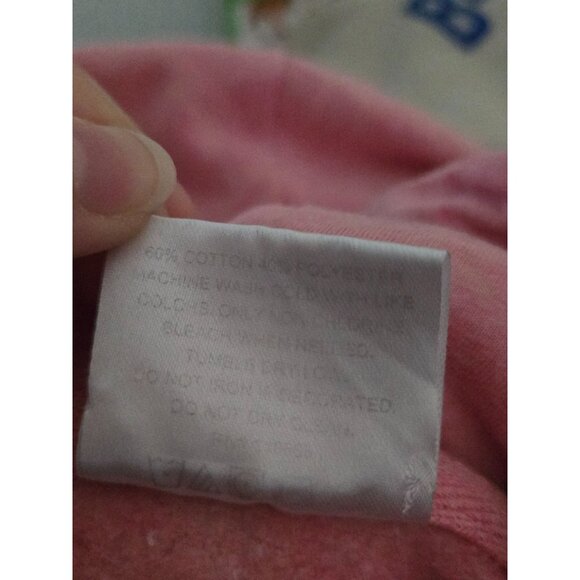 60% COTTON 40% POLYESTER
MACHINE WASH COLD WITH LIKE
COLORS. ONLY NON-CHLORINE
BLEACH WHEN NEEDED.
TUMBLE DRY LOW.
DO NOT IRON IF DECORATED.
DO NOT DRY CLEAN.
B